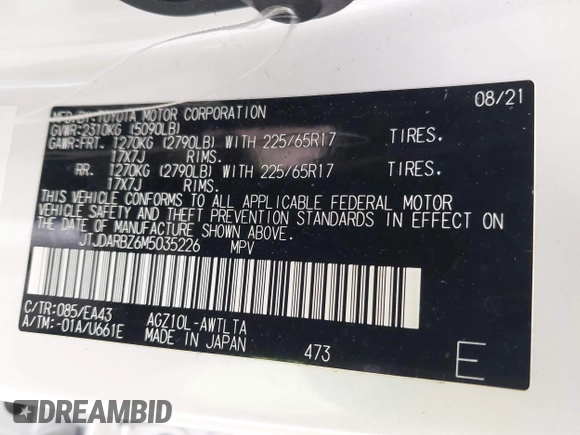 MFD.BY:TOYOTA MOTOR CORPORATION 08/21
GVWR:2310KG (5090LB)
GAWR:FRT. 1270KG (2790LB) WITH 225/65R17 TIRES.
17X7J RIMS.
RR. 1270KG (2790LB) WITH 225/65R17 TIRES.
17X7J RIMS.
THIS VEHICLE CONFORMS TO ALL APPLICABLE FEDERAL MOTOR
VEHICLE SAFETY AND THEFT PREVENTION STANDARDS IN EFFECT ON
THE DATE OF MANUFACTURE SHOWN ABOVE.
JTJDARBZ6M5035226 MPV
C/TR:085/EA43 AGZ10L-AWTLTA
A/TM:-01A/U661E MADE IN JAPAN 473 E
DREAMBID